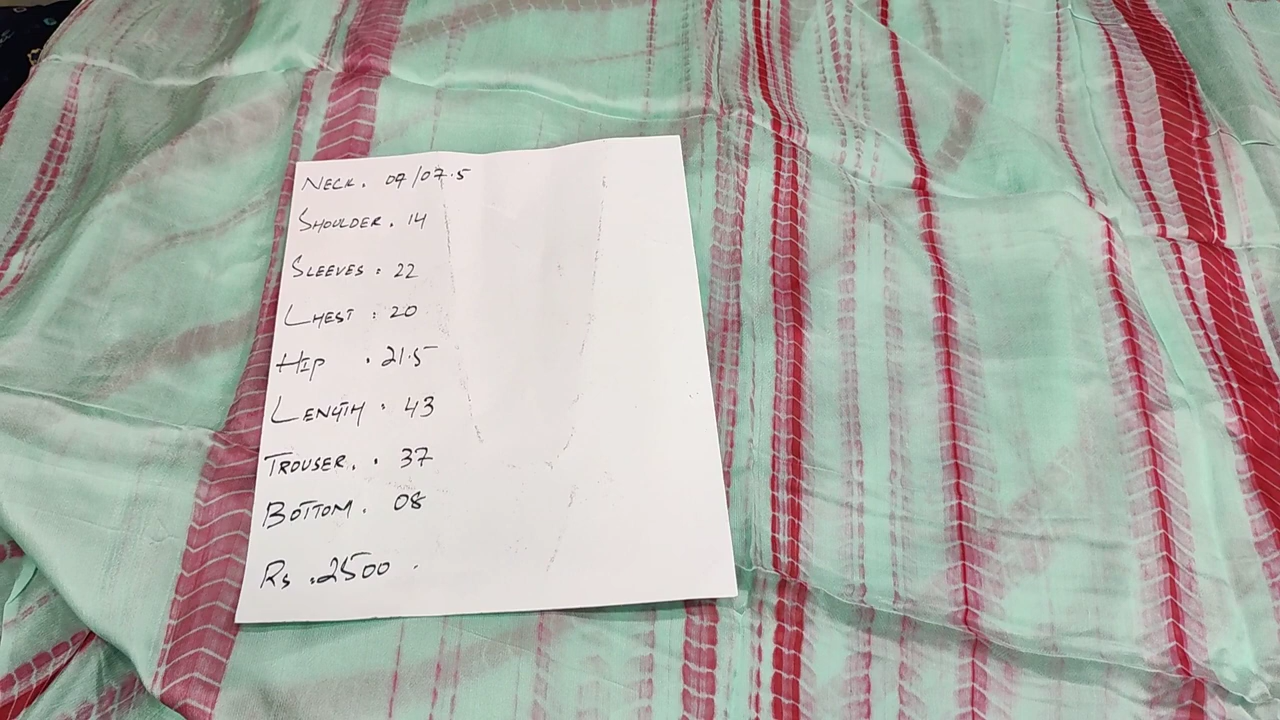 NECK. 09/07.5
SHOULDER. 14
SLEEVES: 22
CHEST: 20
HIP . 21.5
LENGTH: 43
TROUSER. . 37
BOTTOM. 08
Rs .2500 .